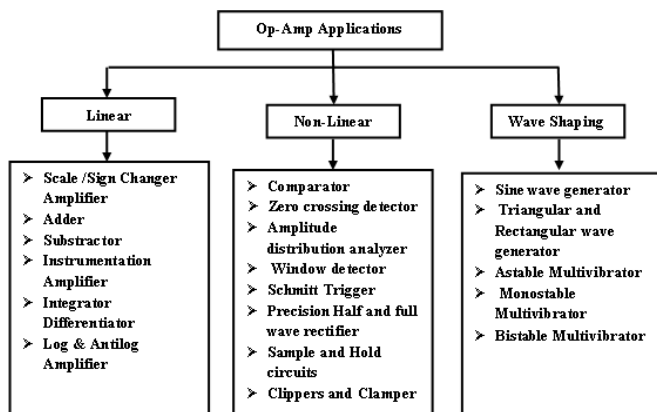 Op-Amp Applications
Linear
Non-Linear
Wave Shaping
➢ Scale /Sign Changer
Amplifier
➢ Adder
➢ Substractor
➢ Instrumentation
Amplifier
➢ Integrator
Differentiator
➢ Log & Antilog
Amplifier
➢ Comparator
➢ Zero crossing detector
➢ Amplitude
distribution analyzer
➢ Window detector
➢ Schmitt Trigger
➢ Precision Half and full
wave rectifier
➢ Sample and Hold
circuits
➢ Clippers and Clamper
➢ Sine wave generator
➢ Triangular and
Rectangular wave
generator
➢ Astable Multivibrator
➢ Monostable
Multivibrator
➢ Bistable Multivibrator